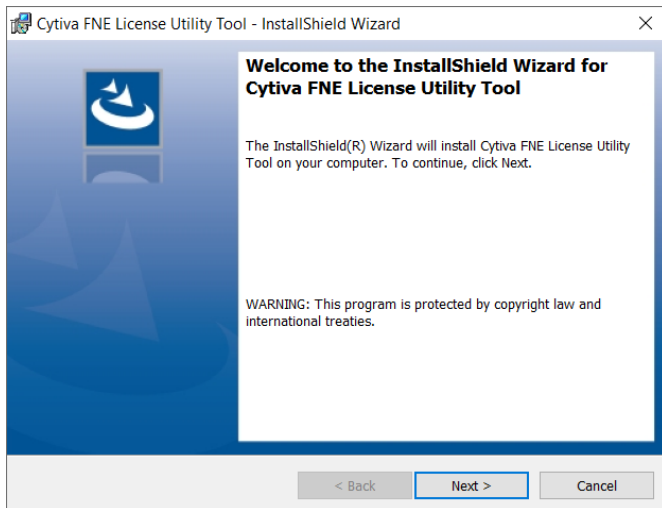 Cytiva FNE License Utility Tool - InstallShield Wizard
Welcome to the InstallShield Wizard for
Cytiva FNE License Utility Tool
The InstallShield(R) Wizard will install Cytiva FNE License Utility
Tool on your computer. To continue, click Next.
WARNING: This program is protected by copyright law and
international treaties.
< Back
Next >
Cancel